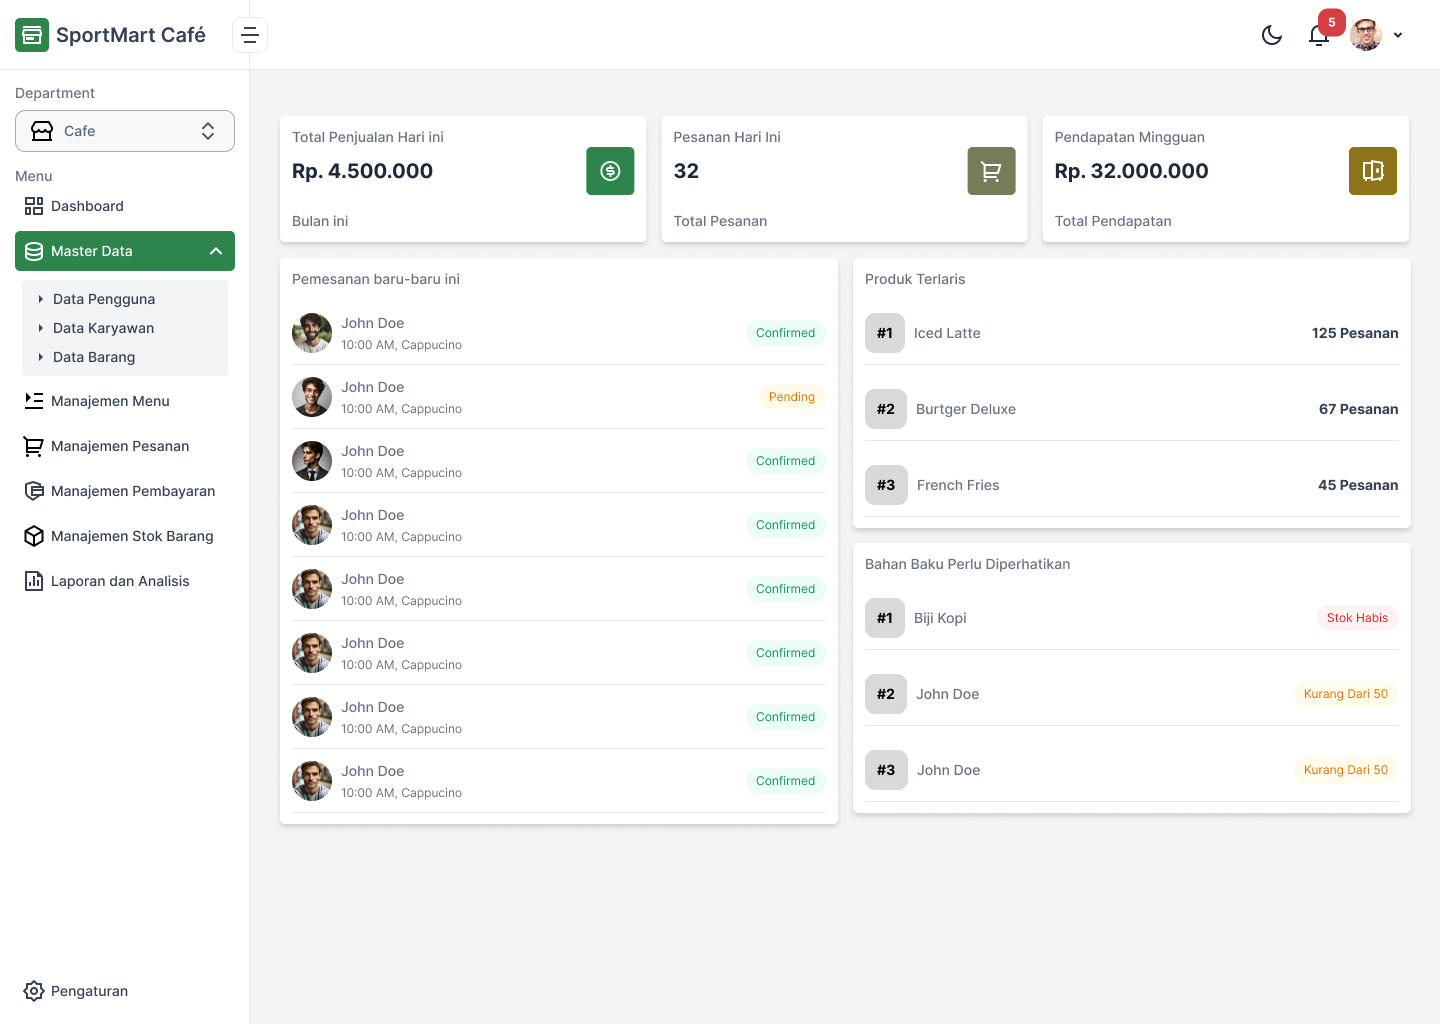 SportMart Café
5
Department
Cafe
Menu
Dashboard
Master Data
Data Pengguna
Data Karyawan
Data Barang
Manajemen Menu
Manajemen Pesanan
Manajemen Pembayaran
Manajemen Stok Barang
Laporan dan Analisis
Pengaturan
Total Penjualan Hari ini
Rp. 4.500.000
Bulan ini
Pesanan Hari Ini
32
Total Pesanan
Pendapatan Mingguan
Rp. 32.000.000
Total Pendapatan
Pemesanan baru-baru ini
John Doe
10:00 AM, Cappucino
Confirmed
John Doe
10:00 AM, Cappucino
Pending
John Doe
10:00 AM, Cappucino
Confirmed
John Doe
10:00 AM, Cappucino
Confirmed
John Doe
10:00 AM, Cappucino
Confirmed
John Doe
10:00 AM, Cappucino
Confirmed
John Doe
10:00 AM, Cappucino
Confirmed
John Doe
10:00 AM, Cappucino
Confirmed
Produk Terlaris
#1 Iced Latte 125 Pesanan
#2 Burtger Deluxe 67 Pesanan
#3 French Fries 45 Pesanan
Bahan Baku Perlu Diperhatikan
#1 Biji Kopi Stok Habis
#2 John Doe Kurang Dari 50
#3 John Doe Kurang Dari 50